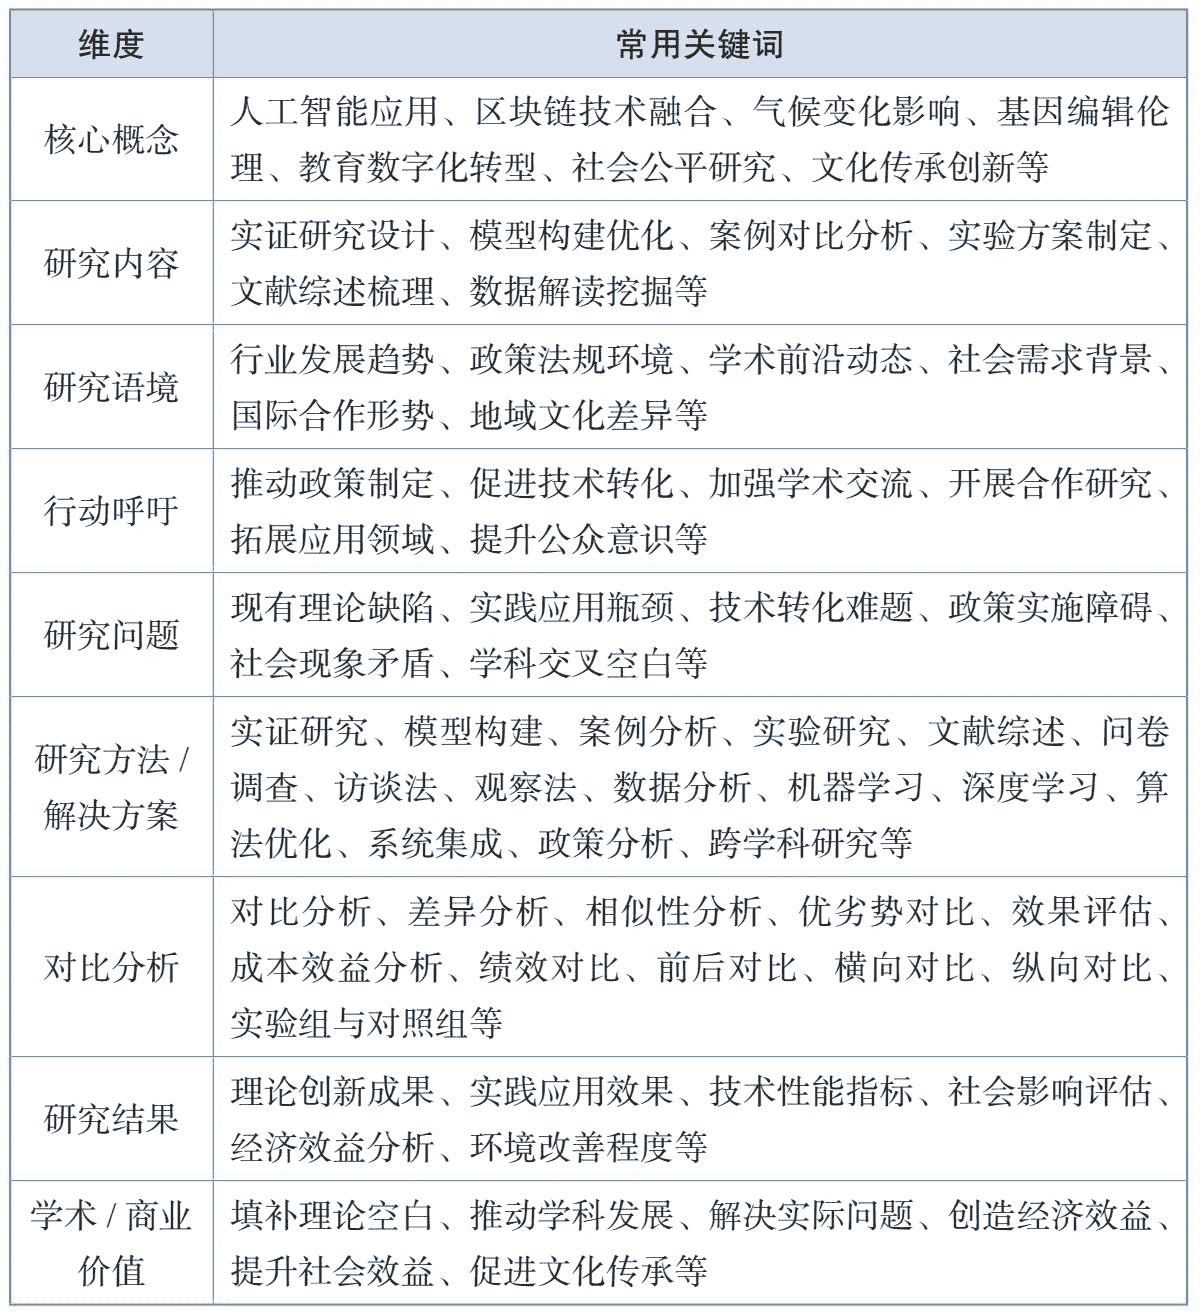 维度 常用关键词
核心概念
人工智能应用、区块链技术融合、气候变化影响、基因编辑伦
理、教育数字化转型、社会公平研究、文化传承创新等
研究内容
实证研究设计、模型构建优化、案例对比分析、实验方案制定、
文献综述梳理、数据解读挖掘等
研究语境
行业发展趋势、政策法规环境、学术前沿动态、社会需求背景、
国际合作形势、地域文化差异等
行动呼吁
推动政策制定、促进技术转化、加强学术交流、开展合作研究、
拓展应用领域、提升公众意识等
研究问题
现有理论缺陷、实践应用瓶颈、技术转化难题、政策实施障碍、
社会现象矛盾、学科交叉空白等
研究方法 /
解决方案
实证研究、模型构建、案例分析、实验研究、文献综述、问卷
调查、访谈法、观察法、数据分析、机器学习、深度学习、算
法优化、系统集成、政策分析、跨学科研究等
对比分析
对比分析、差异分析、相似性分析、优劣势对比、效果评估、
成本效益分析、绩效对比、前后对比、横向对比、纵向对比、
实验组与对照组等
研究结果
理论创新成果、实践应用效果、技术性能指标、社会影响评估、
经济效益分析、环境改善程度等
学术 / 商业
价值
填补理论空白、推动学科发展、解决实际问题、创造经济效益、
提升社会效益、促进文化传承等